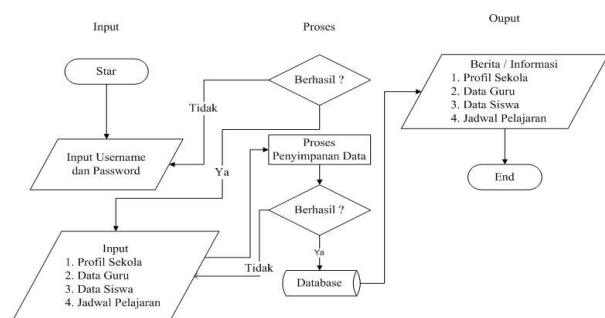 Input
Proses
Ouput
Star
Berhasil ?
Berita / Informasi
1. Profil Sekola
2. Data Guru
3. Data Siswa
4. Jadwal Pelajaran
Tidak
Input Username
dan Password
Ya
Proses
Penyimpanan Data
End
Berhasil ?
Input
1. Profil Sekola
2. Data Guru
3. Data Siswa
4. Jadwal Pelajaran
Tidak
Ya
Database